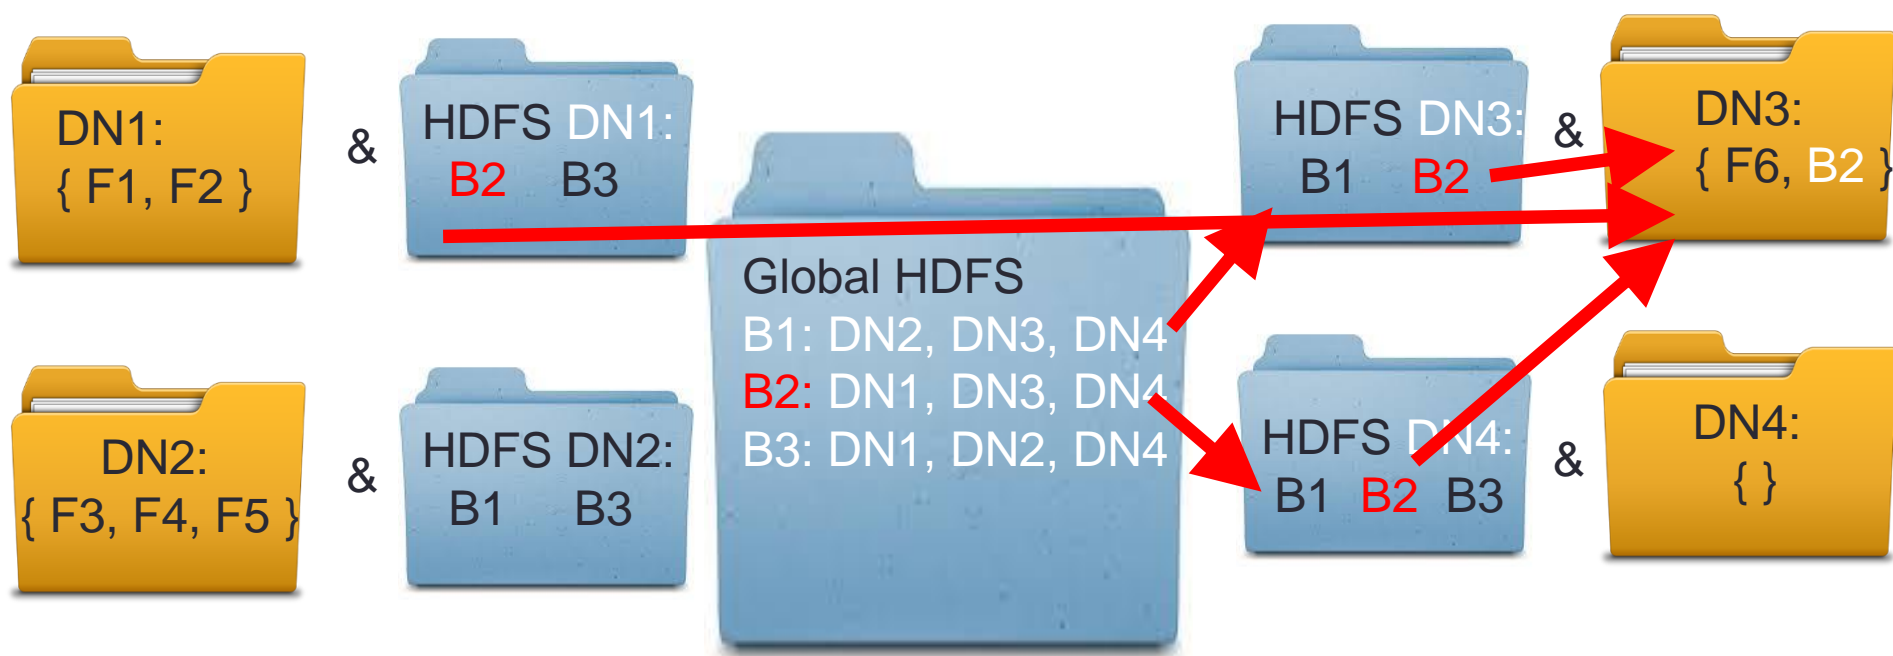 DN1:
{ F1, F2 }
&
HDFS DN1:
B2 B3
DN2:
{ F3, F4, F5 }
&
HDFS DN2:
B1 B3
Global HDFS
B1: DN2, DN3, DN4
B2: DN1, DN3, DN4
B3: DN1, DN2, DN4
HDFS DN3:
B1 B2
&
DN3:
{ F6, B2 }
HDFS DN4:
B1 B2 B3
&
DN4:
{ }